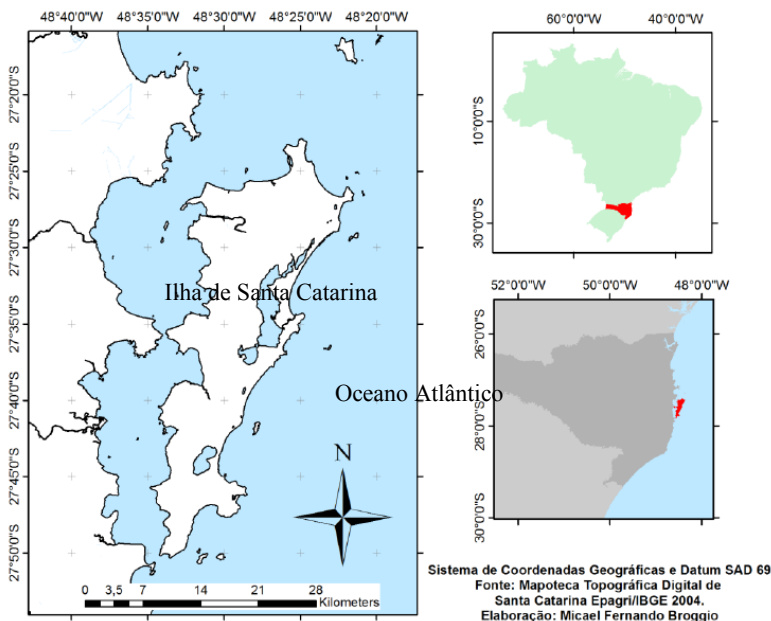 48°40'0"W 48°35'0"W 48°30'0"W 48°25'0"W 48°20'0"W
27°20'0"S
27°25'0"S
27°30'0"S
27°35'0"S
27°40'0"S
27°45'0"S
27°50'0"S
Ilha de Santa Catarina
Oceano Atlântico
N
0 3,5 7 14 21 28
Kilometers
60°0'0"W 40°0'0"W
10°0'0"S
30°0'0"S
52°0'0"W 50°0'0"W 48°0'0"W
26°0'0"S
28°0'0"S
30°0'0"S
Sistema de Coordenadas Geográficas e Datum SAD 69
Fonte: Mapoteca Topográfica Digital de
Santa Catarina Epagri/IBGE 2004.
Elaboração: Micael Fernando Broggio